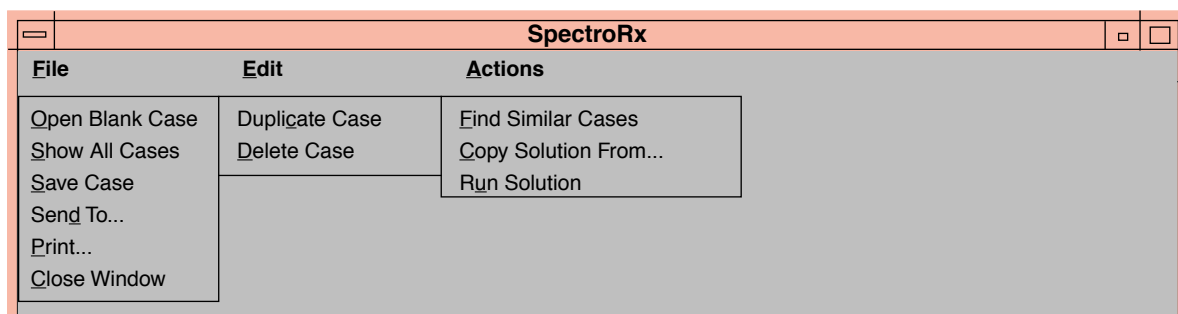 SpectroRx
File Edit Actions
Open Blank Case Duplicate Case Find Similar Cases
Show All Cases Delete Case Copy Solution From...
Save Case Run Solution
Send To...
Print...
Close Window